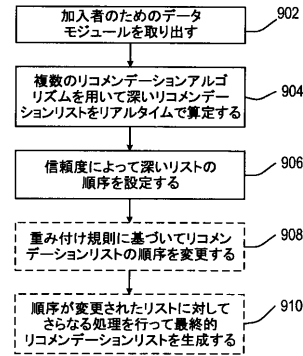 加入者のためのデータ
モジュールを取り出す
902
複数のリコメンデーションアルゴ
リズムを用いて深いリコメンデー
ションリストをリアルタイムで算定する
904
信頼度によって深いリストの
順序を設定する
906
重み付け規則に基づいてリコメン
デーションリストの順序を変更する
908
順序が変更されたリストに対して
さらなる処理を行って最終的
リコメンデーションリストを生成する
910